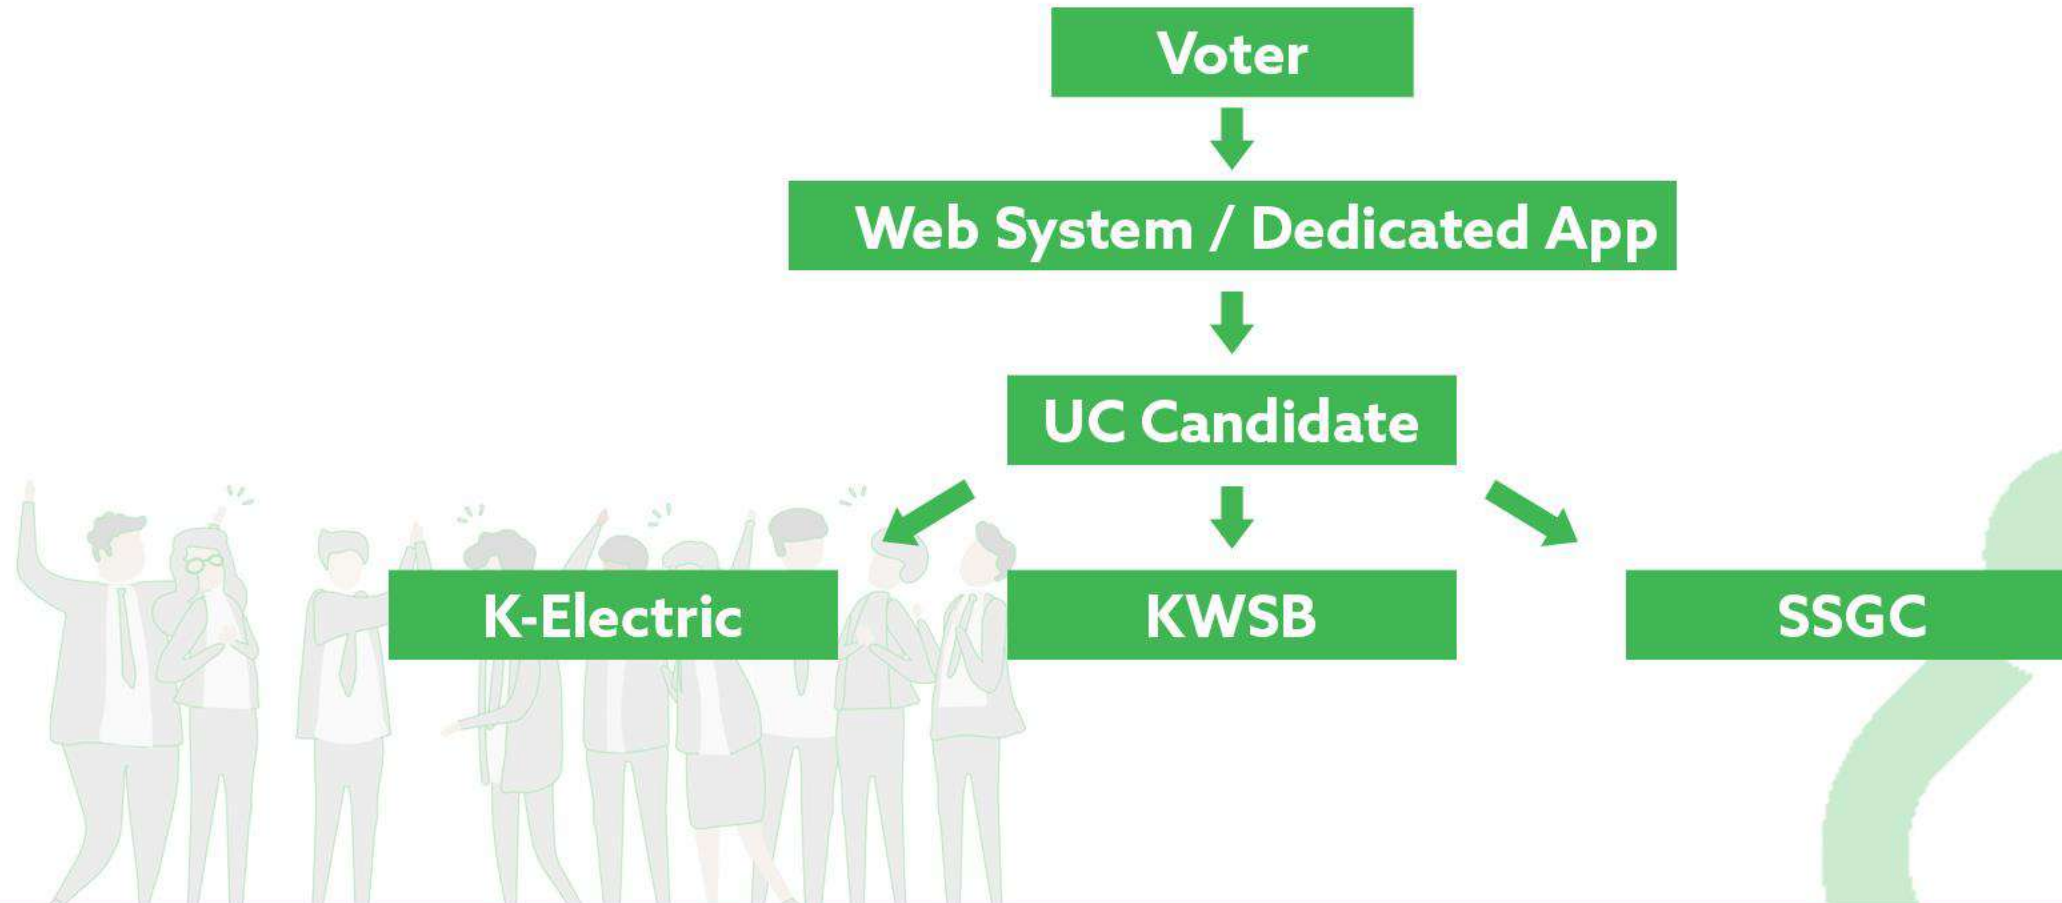 Voter
Web System / Dedicated App
UC Candidate
K-Electric
KWSB
SSGC